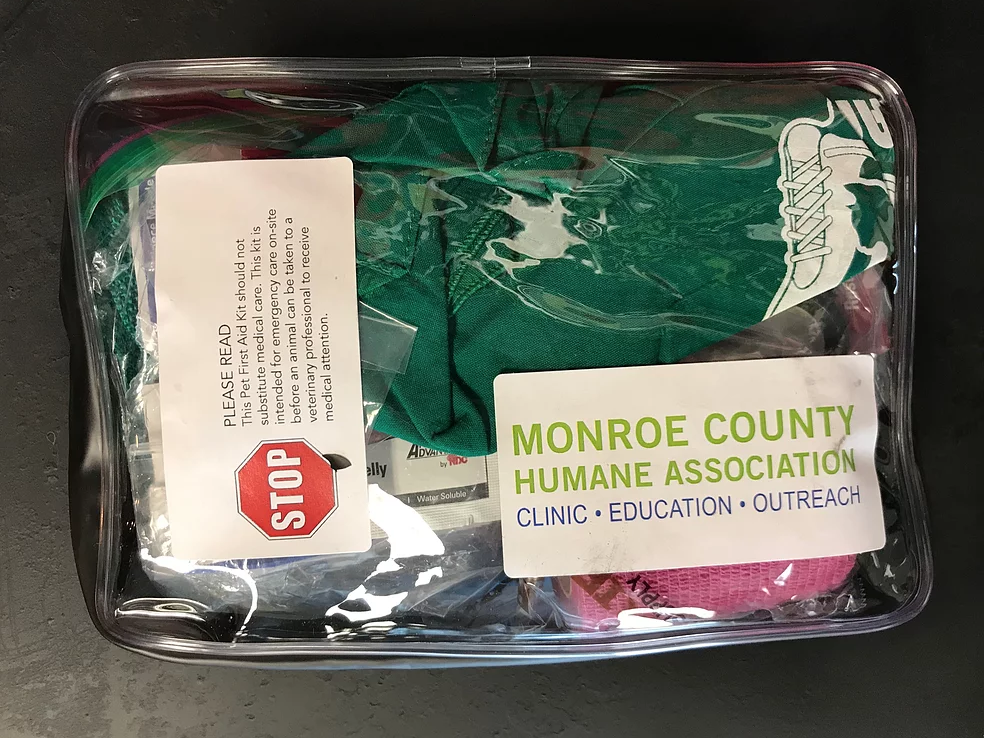 PLEASE READ
This Pet First Aid Kit should not
substitute medical care. This kit is
intended for emergency care on-site
before an animal can be taken to a
veterinary professional to receive
medical attention.
STOP
elly
by NBC
Water Soluble
MONROE COUNTY
HUMANE ASSOCIATION
CLINIC • EDUCATION • OUTREACH